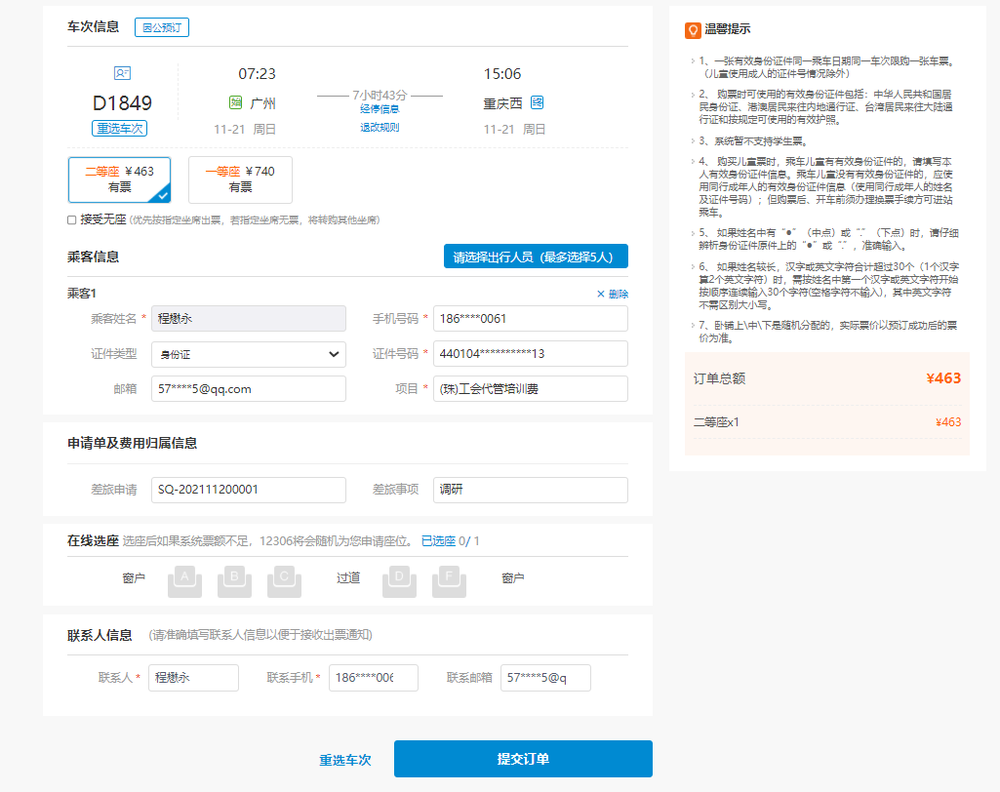 车次信息 因公预订
D1849
重选车次
07:23
始 广州
11-21 周日
7小时43分
经停信息
退改规则
15:06
重庆西 终
11-21 周日
二等座 ¥463
有票
一等座 ¥740
有票
接受无座 (优先按指定坐席出票，若指定坐席无票，将转购其他坐席)
乘客信息 请选择出行人员（最多选择5人）
乘客1 × 删除
乘客姓名 * 程懋永 手机号码 * 186****0061
证件类型 身份证 证件号码 * 440104**********13
邮箱 57****5@qq.com 项目 * (珠)工会代管培训费
申请单及费用归属信息
差旅申请 SQ-202111200001 差旅事项 调研
在线选座 选座后如果系统票额不足，12306将会随机为您申请座位。 已选座 0/ 1
窗户 A B C 过道 D F 窗户
联系人信息 (请准确填写联系人信息以便于接收出票通知)
联系人 * 程懋永 联系手机 * 186****006 联系邮箱 57****5@q
重选车次 提交订单
温馨提示
1、一张有效身份证件同一乘车日期同一车次限购一张车票。
（儿童使用成人的证件号情况除外）
2、 购票时可使用的有效身份证件包括：中华人民共和国居
民身份证、港澳居民来往内地通行证、台湾居民来往大陆通
行证和按规定可使用的有效护照。
3、系统暂不支持学生票。
4、 购买儿童票时，乘车儿童有有效身份证件的，请填写本
人有效身份证件信息。乘车儿童没有有效身份证件的，应使
用同行成年人的有效身份证件信息（使用同行成年人的姓名
及证件号码）；但购票后、开车前须办理换票手续方可进站
乘车。
5、 如果姓名中有“●”（中点）或“.”（下点）时，请仔细
辨析身份证件原件上的“●”或“.”，准确输入。
6、 如果姓名较长，汉字或英文字符合计超过30个（1个汉字
算2个英文字符）时，需按姓名中第一个汉字或英文字符开始
按顺序连续输入30个字符(空格字符不输入)，其中英文字符
不需区别大小写。
7、卧铺上\中\下是随机分配的，实际票价以预订成功后的票
价为准。
订单总额 ¥463
二等座x1 ¥463